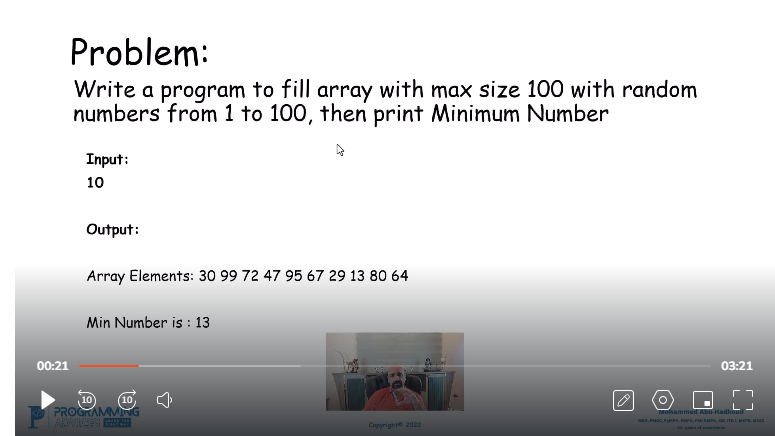 Problem:
Write a program to fill array with max size 100 with random
numbers from 1 to 100, then print Minimum Number
Input:
10
Output:
Array Elements: 30 99 72 47 95 67 29 13 80 64
Min Number is : 13
00:21
03:21
10
10
PROGRAMMING
ADVICES
Mohammed Abu-Hadhoud
Copyright© 2022